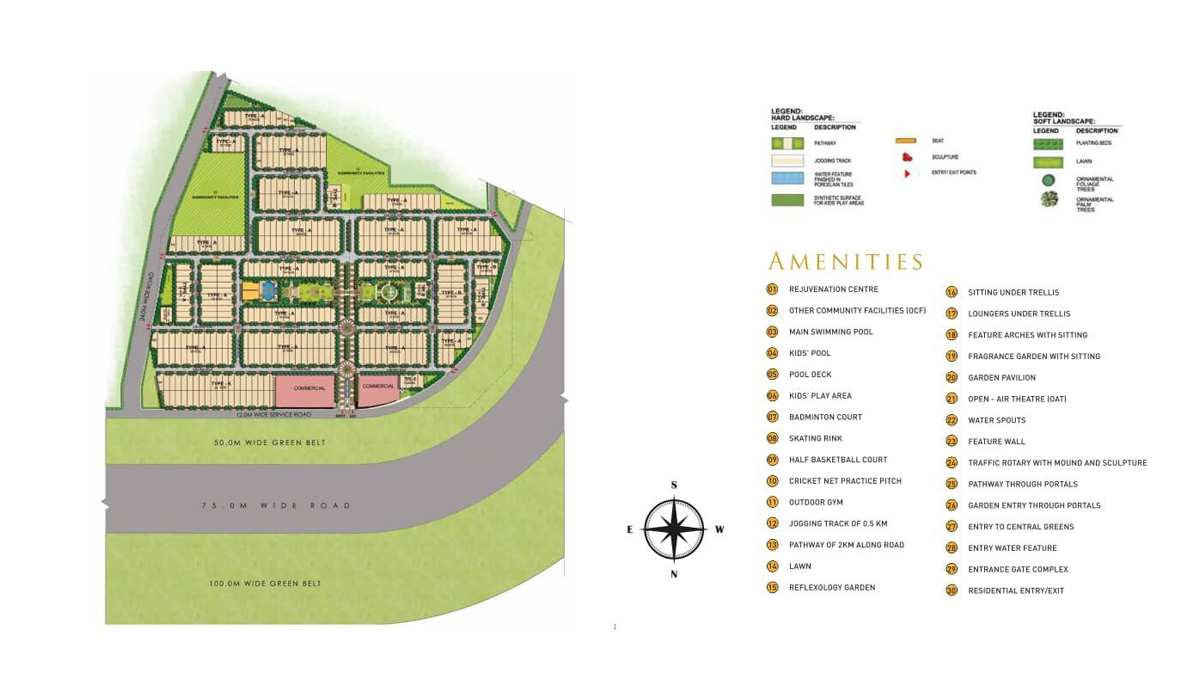 TYPE - A
TYPE - A
TYPE - A
COMMUNITY FACILITIES
COMMUNITY FACILITIES
TYPE - A
TYPE - A
TYPE - A
TYPE - A
TYPE - A
TYPE - A
TYPE - A
TYPE - B
TYPE - A
TYPE - B
TYPE - A
TYPE - A
24.0M WIDE ROAD
TYPE - A
TYPE - A
TYPE - A
TYPE - A
TYPE - A
COMMERCIAL
COMMERCIAL
12.0M WIDE SERVICE ROAD
ENTRY
50.0M WIDE GREEN BELT
75.0M WIDE ROAD
100.0M WIDE GREEN BELT
LEGEND:
HARD LANDSCAPE:
LEGEND DESCRIPTION
PATHWAY
JOGGING TRACK
WATER FEATURE
FINISHED IN
PORCELAIN TILES
SYNTHETIC SURFACE
FOR KIDS' PLAY AREAS
SEAT
SCULPTURE
ENTRY/ EXIT POINTS
LEGEND:
SOFT LANDSCAPE:
LEGEND DESCRIPTION
PLANTING BEDS
LAWN
ORNAMENTAL
FOLIAGE
TREES
ORNAMENTAL
PALM
TREES
AMENITIES
01 REJUVENATION CENTRE
02 OTHER COMMUNITY FACILITIES (OCF)
03 MAIN SWIMMING POOL
04 KIDS' POOL
05 POOL DECK
06 KIDS' PLAY AREA
07 BADMINTON COURT
08 SKATING RINK
09 HALF BASKETBALL COURT
10 CRICKET NET PRACTICE PITCH
11 OUTDOOR GYM
12 JOGGING TRACK OF 0.5 KM
13 PATHWAY OF 2KM ALONG ROAD
14 LAWN
15 REFLEXOLOGY GARDEN
16 SITTING UNDER TRELLIS
17 LOUNGERS UNDER TRELLIS
18 FEATURE ARCHES WITH SITTING
19 FRAGRANCE GARDEN WITH SITTING
20 GARDEN PAVILION
21 OPEN - AIR THEATRE (OAT)
22 WATER SPOUTS
23 FEATURE WALL
24 TRAFFIC ROTARY WITH MOUND AND SCULPTURE
25 PATHWAY THROUGH PORTALS
26 GARDEN ENTRY THROUGH PORTALS
27 ENTRY TO CENTRAL GREENS
28 ENTRY WATER FEATURE
29 ENTRANCE GATE COMPLEX
30 RESIDENTIAL ENTRY/EXIT
S
E W
N